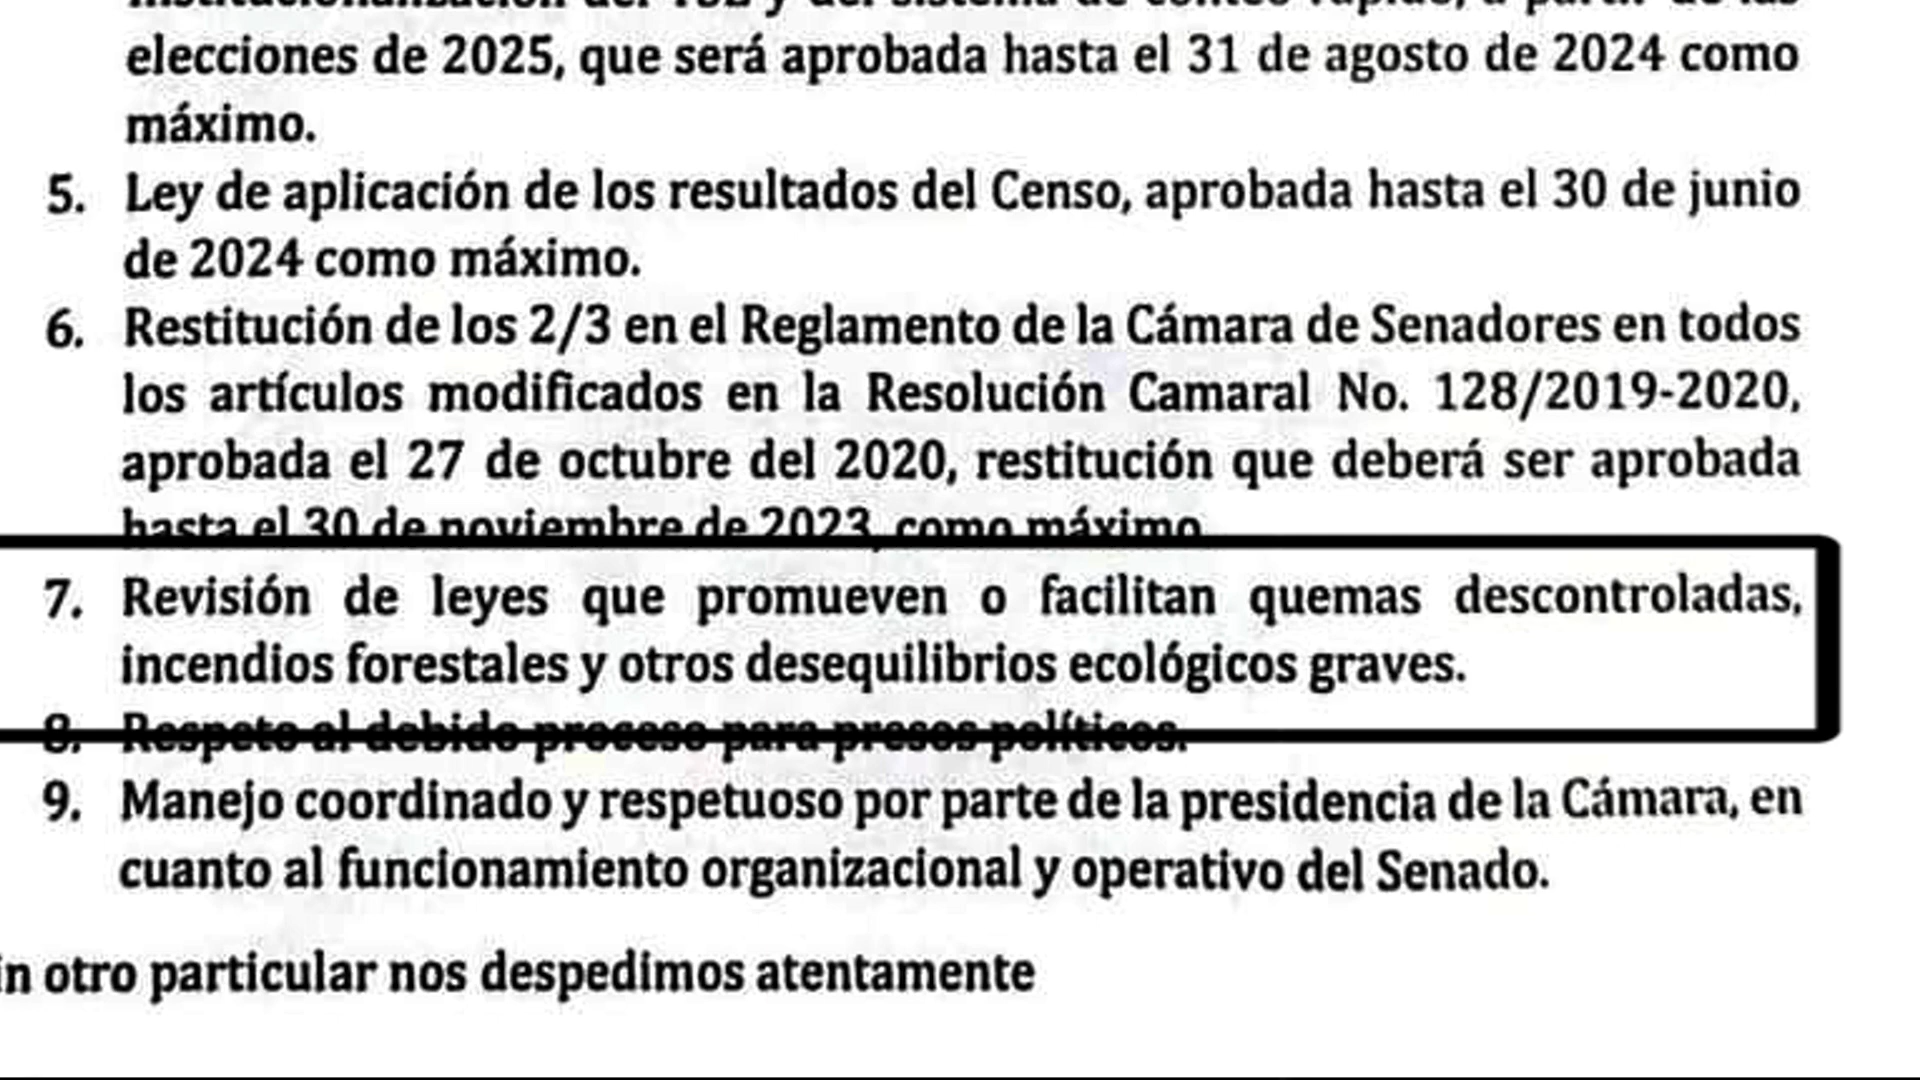 elecciones de 2025, que será aprobada hasta el 31 de agosto de 2024 como
máximo.
5. Ley de aplicación de los resultados del Censo, aprobada hasta el 30 de junio
de 2024 como máximo.
6. Restitución de los 2/3 en el Reglamento de la Cámara de Senadores en todos
los artículos modificados en la Resolución Camaral No. 128/2019-2020,
aprobada el 27 de octubre del 2020, restitución que deberá ser aprobada
hasta el 30 de noviembre de 2023, como máximo
7. Revisión de leyes que promueven o facilitan quemas descontroladas,
incendios forestales y otros desequilibrios ecológicos graves.
8. Respeto al debido proceso para presos políticos.
9. Manejo coordinado y respetuoso por parte de la presidencia de la Cámara, en
cuanto al funcionamiento organizacional y operativo del Senado.
in otro particular nos despedimos atentamente